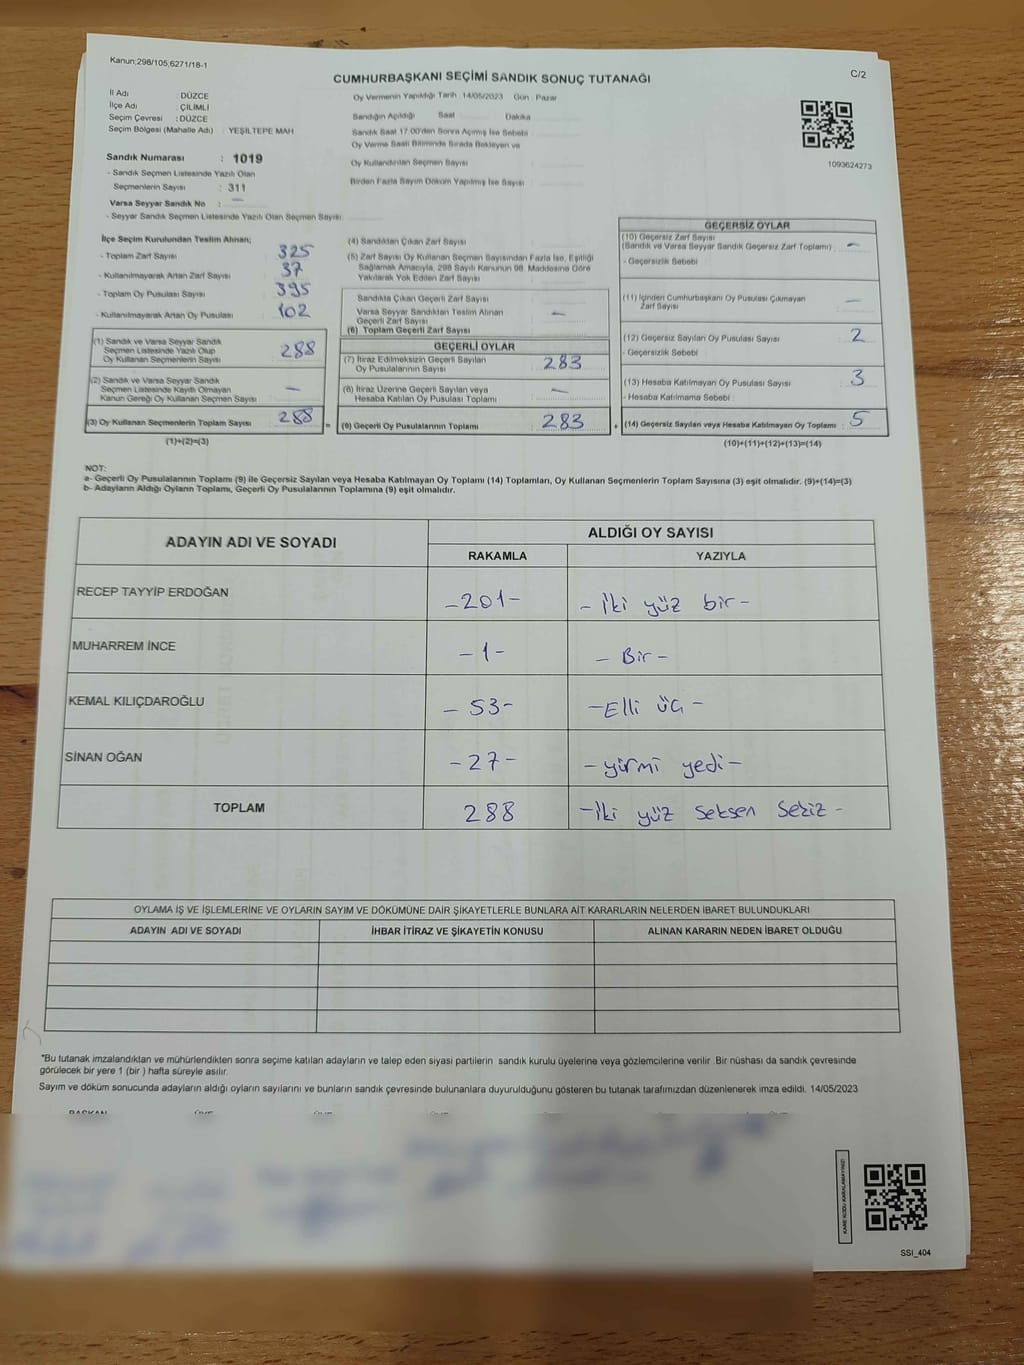 Kanun;298/105,6271/18-1
CUMHURBAŞKANI SEÇİMİ SANDIK SONUÇ TUTANAĞI
C/2
İl Adı : DÜZCE
İlçe Adı : ÇİLİMLİ
Seçim Çevresi : DÜZCE
Seçim Bölgesi (Mahalle Adı) : YEŞİLTEPE MAH
Sandık Numarası : 1019
- Sandık Seçmen Listesinde Yazılı Olan
Seçmenlerin Sayısı : 311
Varsa Seyyar Sandık No : —
- Seyyar Sandık Seçmen Listesinde Yazılı Olan Seçmen Sayısı
Oy Vermenin Yapıldığı Tarih : 14/05/2023 Gün : Pazar
Sandığın Açıldığı Saat Dakika
Sandık Saat 17.00'den Sonra Açılmış İse Sebebi
Oy Verme Saati Bitiminde Sırada Bekleyen ve
Oy Kullandırılan Seçmen Sayısı
Birden Fazla Sayım Döküm Yapılmış İse Sayısı
1093624273
İlçe Seçim Kurulundan Teslim Alınan;
- Toplam Zarf Sayısı : 325
- Kullanılmayarak Artan Zarf Sayısı : 37
- Toplam Oy Pusulası Sayısı : 395
- Kullanılmayarak Artan Oy Pusulası : 102
(1) Sandık ve Varsa Seyyar Sandık
Seçmen Listesinde Yazılı Olup
Oy Kullanan Seçmenlerin Sayısı : 288
(2) Sandık ve Varsa Seyyar Sandık
Seçmen Listesinde Kayıtlı Olmayan
Kanun Gereği Oy Kullanan Seçmen Sayısı : —
(3) Oy Kullanan Seçmenlerin Toplam Sayısı : 288 =
(1)+(2)=(3)
(4) Sandıktan Çıkan Zarf Sayısı
(5) Zarf Sayısı Oy Kullanan Seçmen Sayısından Fazla İse, Eşitliği
Sağlamak Amacıyla, 298 Sayılı Kanunun 98. Maddesine Göre
Yakılarak Yok Edilen Zarf Sayısı
Sandıkta Çıkan Geçerli Zarf Sayısı
Varsa Seyyar Sandıktan Teslim Alınan
Geçerli Zarf Sayısı : —
(6) Toplam Geçerli Zarf Sayısı
GEÇERLİ OYLAR
(7) İtiraz Edilmeksizin Geçerli Sayılan
Oy Pusulalarının Sayısı : 283
(8) İtiraz Üzerine Geçerli Sayılan veya
Hesaba Katılan Oy Pusulası Toplamı : —
(9) Geçerli Oy Pusulalarının Toplamı : 283 +
GEÇERSİZ OYLAR
(10) Geçersiz Zarf Sayısı
(Sandık ve Varsa Seyyar Sandık Geçersiz Zarf Toplamı) : —
- Geçersizlik Sebebi
(11) İçinden Cumhurbaşkanı Oy Pusulası Çıkmayan
Zarf Sayısı : —
(12) Geçersiz Sayılan Oy Pusulası Sayısı : 2
- Geçersizlik Sebebi
(13) Hesaba Katılmayan Oy Pusulası Sayısı : 3
- Hesaba Katılmama Sebebi
(14) Geçersiz Sayılan veya Hesaba Katılmayan Oy Toplamı : 5
(10)+(11)+(12)+(13)=(14)
NOT:
a- Geçerli Oy Pusulalarının Toplamı (9) ile Geçersiz Sayılan veya Hesaba Katılmayan Oy Toplamı (14) Toplamları, Oy Kullanan Seçmenlerin Toplam Sayısına (3) eşit olmalıdır. (9)+(14)=(3)
b- Adayların Aldığı Oyların Toplamı, Geçerli Oy Pusulalarının Toplamına (9) eşit olmalıdır.
ADAYIN ADI VE SOYADI ALDIĞI OY SAYISI
RAKAMLA YAZIYLA
RECEP TAYYİP ERDOĞAN -201- - İki yüz bir -
MUHARREM İNCE -1- - Bir -
KEMAL KILIÇDAROĞLU - 53- -Elli üç -
SİNAN OĞAN -27- -yirmi yedi-
TOPLAM 288 -İki yüz seksen sekiz -
OYLAMA İŞ VE İŞLEMLERİNE VE OYLARIN SAYIM VE DÖKÜMÜNE DAİR ŞİKAYETLERLE BUNLARA AİT KARARLARIN NELERDEN İBARET BULUNDUKLARI
ADAYIN ADI VE SOYADI İHBAR İTİRAZ VE ŞİKAYETİN KONUSU ALINAN KARARIN NEDEN İBARET OLDUĞU
*Bu tutanak imzalandıktan ve mühürlendikten sonra seçime katılan adayların ve talep eden siyasi partilerin sandık kurulu üyelerine veya gözlemcilerine verilir .Bir nüshası da sandık çevresinde
görülecek bir yere 1 (bir ) hafta süreyle asılır.
Sayım ve döküm sonucunda adayların aldığı oyların sayılarını ve bunların sandık çevresinde bulunanlara duyurulduğunu gösteren bu tutanak tarafımızdan düzenlenerek imza edildi. 14/05/2023
BAŞKAN ÜYE ÜYE
KARE KODU KARALAMAYINIZ!
SSİ_404